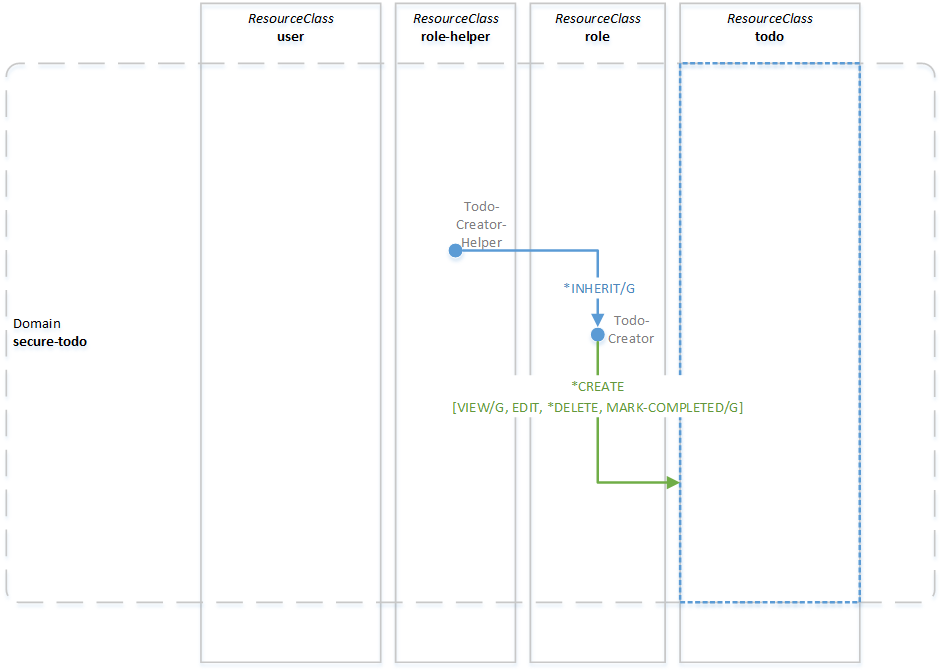 ResourceClass
user
ResourceClass
role-helper
ResourceClass
role
ResourceClass
todo
Todo-
Creator-
Helper
*INHERIT/G
Todo-
Creator
Domain
secure-todo
*CREATE
[VIEW/G, EDIT, *DELETE, MARK-COMPLETED/G]